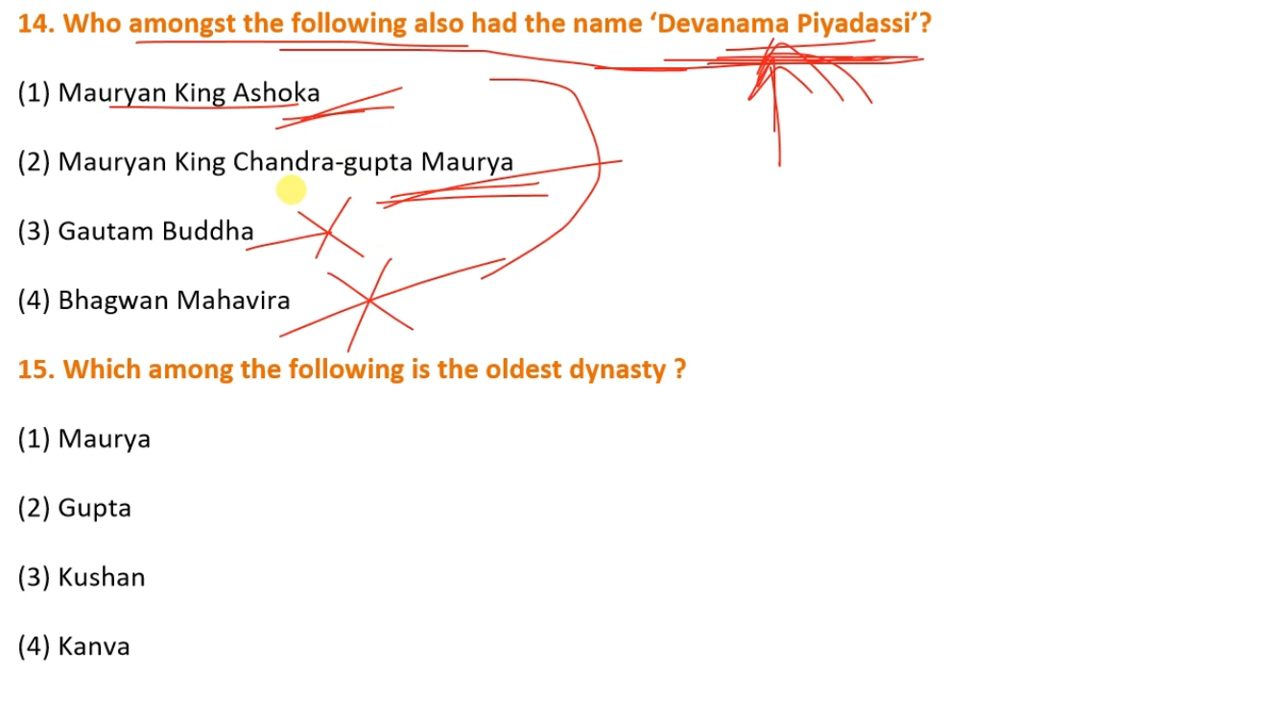 14. Who amongst the following also had the name ‘Devanama Piyadassi’?
(1) Mauryan King Ashoka
(2) Mauryan King Chandra-gupta Maurya
(3) Gautam Buddha
(4) Bhagwan Mahavira
15. Which among the following is the oldest dynasty ?
(1) Maurya
(2) Gupta
(3) Kushan
(4) Kanva